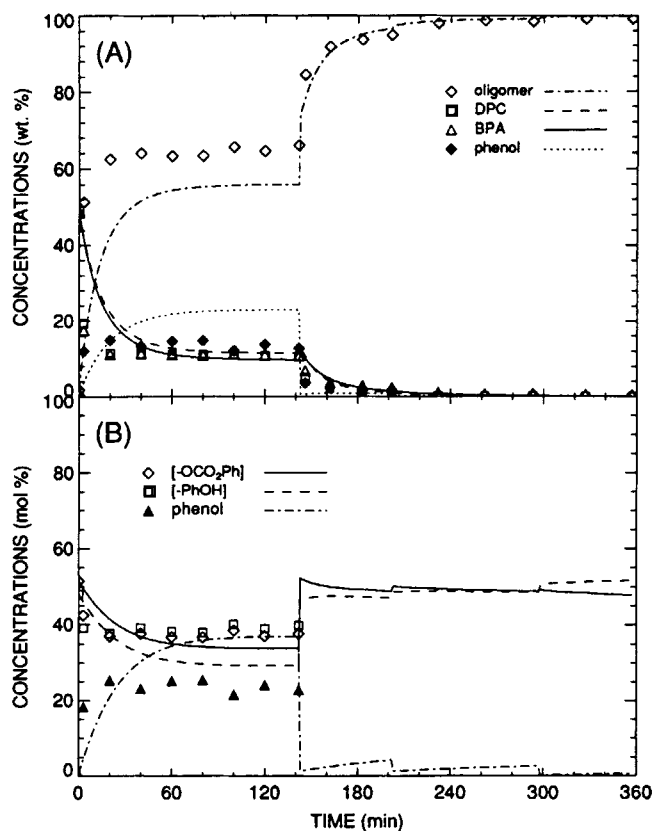 (A)
CONCENTRATIONS (wt. %)
100
80
60
40
20
0
oligomer
DPC
BPA
phenol
(B)
CONCENTRATIONS (mol %)
100
80
60
40
20
0
[-OCO₂Ph]
[-PhOH]
phenol
0 60 120 180 240 300 360
TIME (min)